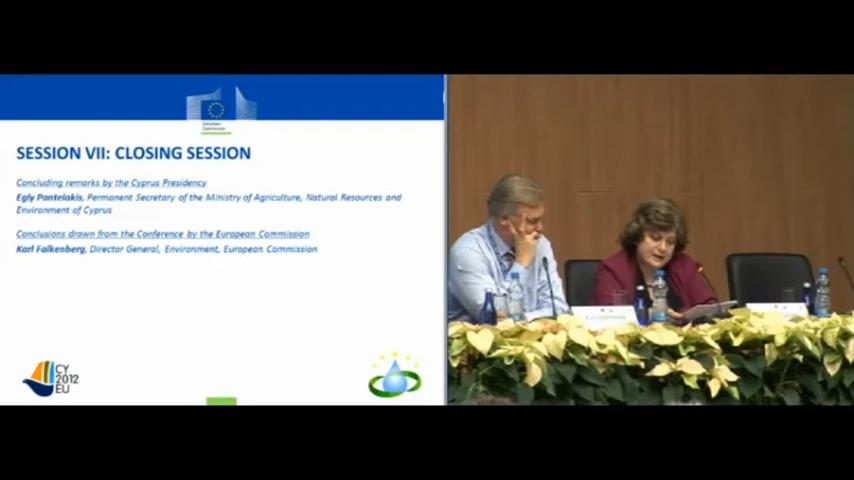 European
Commission
SESSION VII: CLOSING SESSION
Concluding remarks by the Cyprus Presidency
Egly Pantelakis, Permanent Secretary of the Ministry of Agriculture, Natural Resources and
Environment of Cyprus
Conclusions drawn from the Conference by the European Commission
Karl Falkenberg, Director General, Environment, European Commission
CY
2012
EU